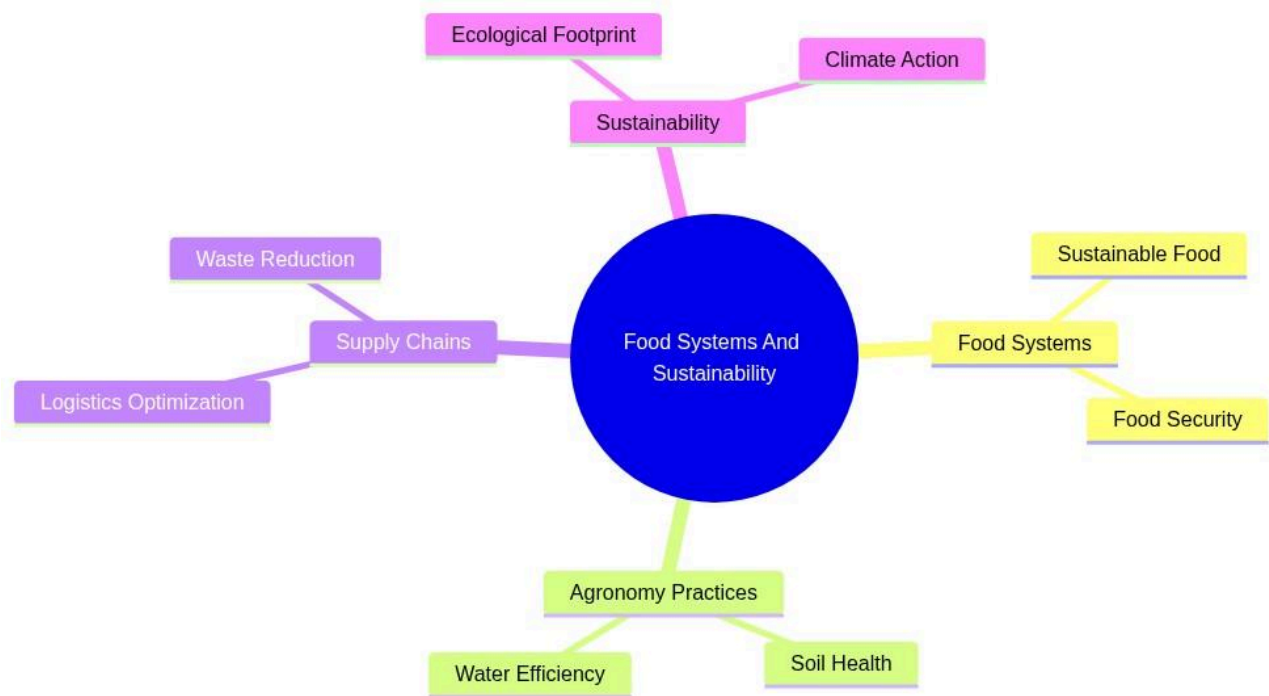 Ecological Footprint
Climate Action
Sustainability
Waste Reduction
Sustainable Food
Supply Chains
Food Systems And
Sustainability
Food Systems
Logistics Optimization
Food Security
Agronomy Practices
Water Efficiency
Soil Health